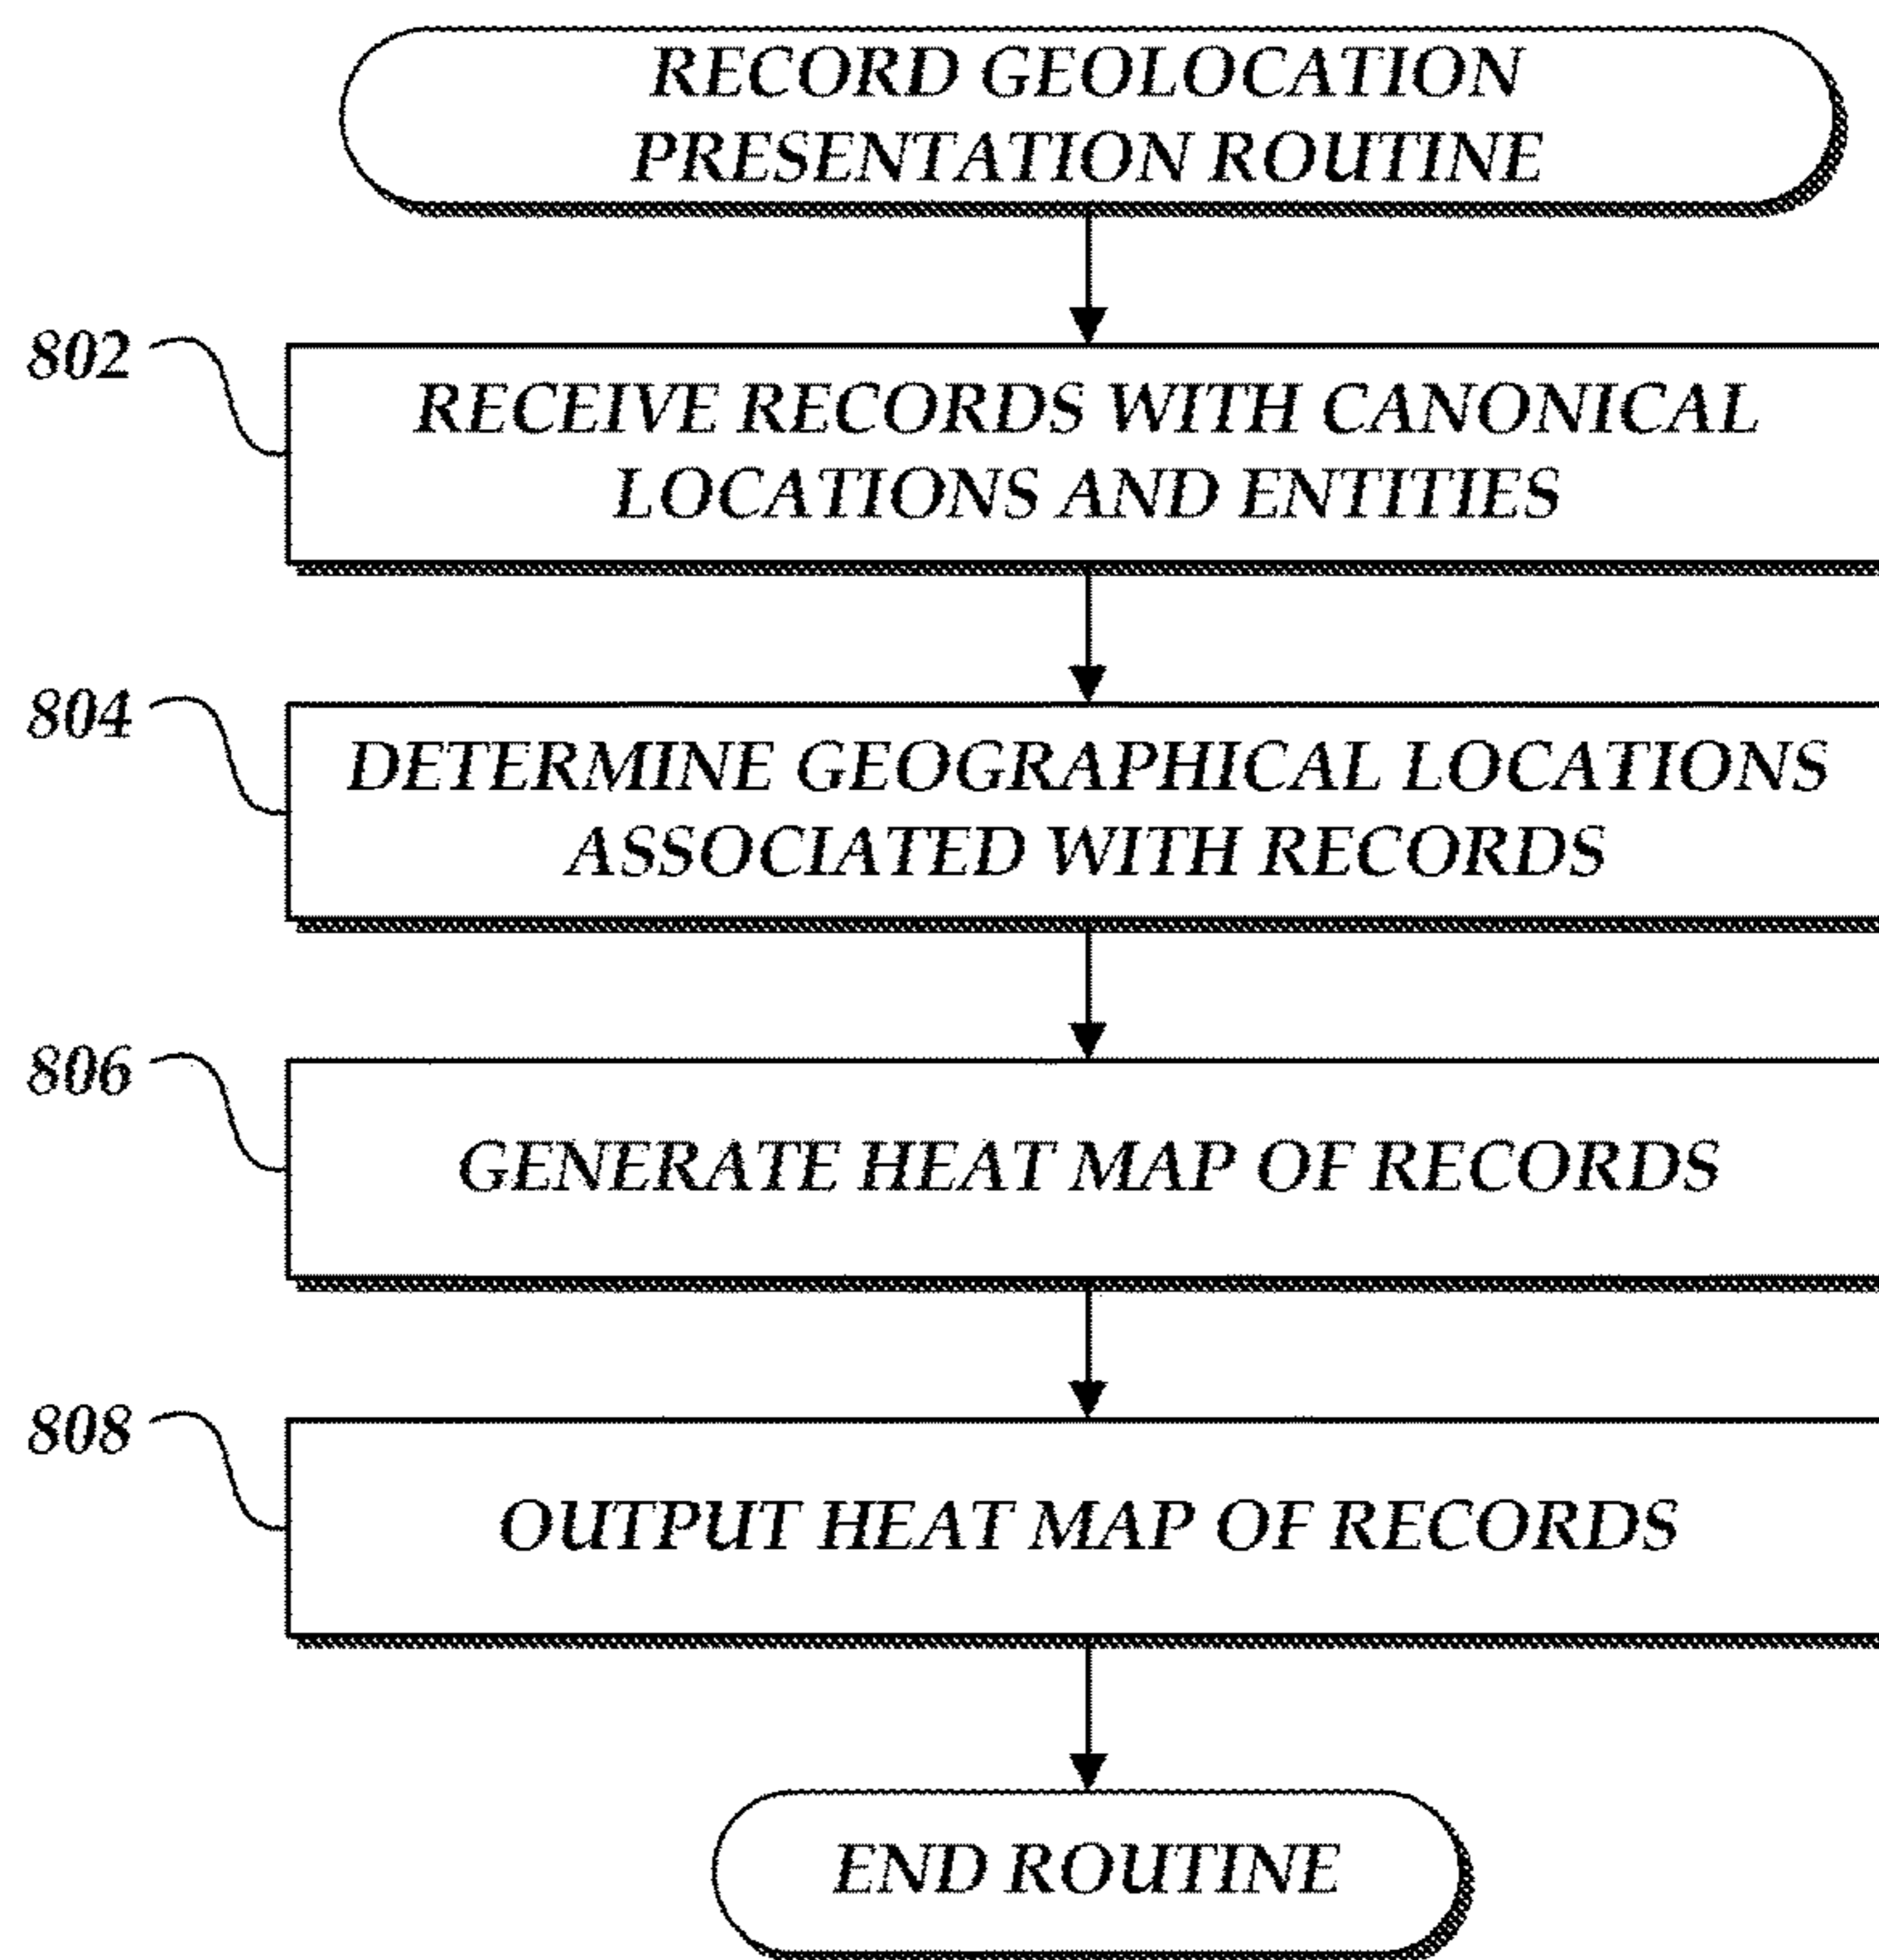 RECORD GEOLOCATION
PRESENTATION ROUTINE
802
RECEIVE RECORDS WITH CANONICAL
LOCATIONS AND ENTITIES
804
DETERMINE GEOGRAPHICAL LOCATIONS
ASSOCIATED WITH RECORDS
806
GENERATE HEAT MAP OF RECORDS
808
OUTPUT HEAT MAP OF RECORDS
END ROUTINE